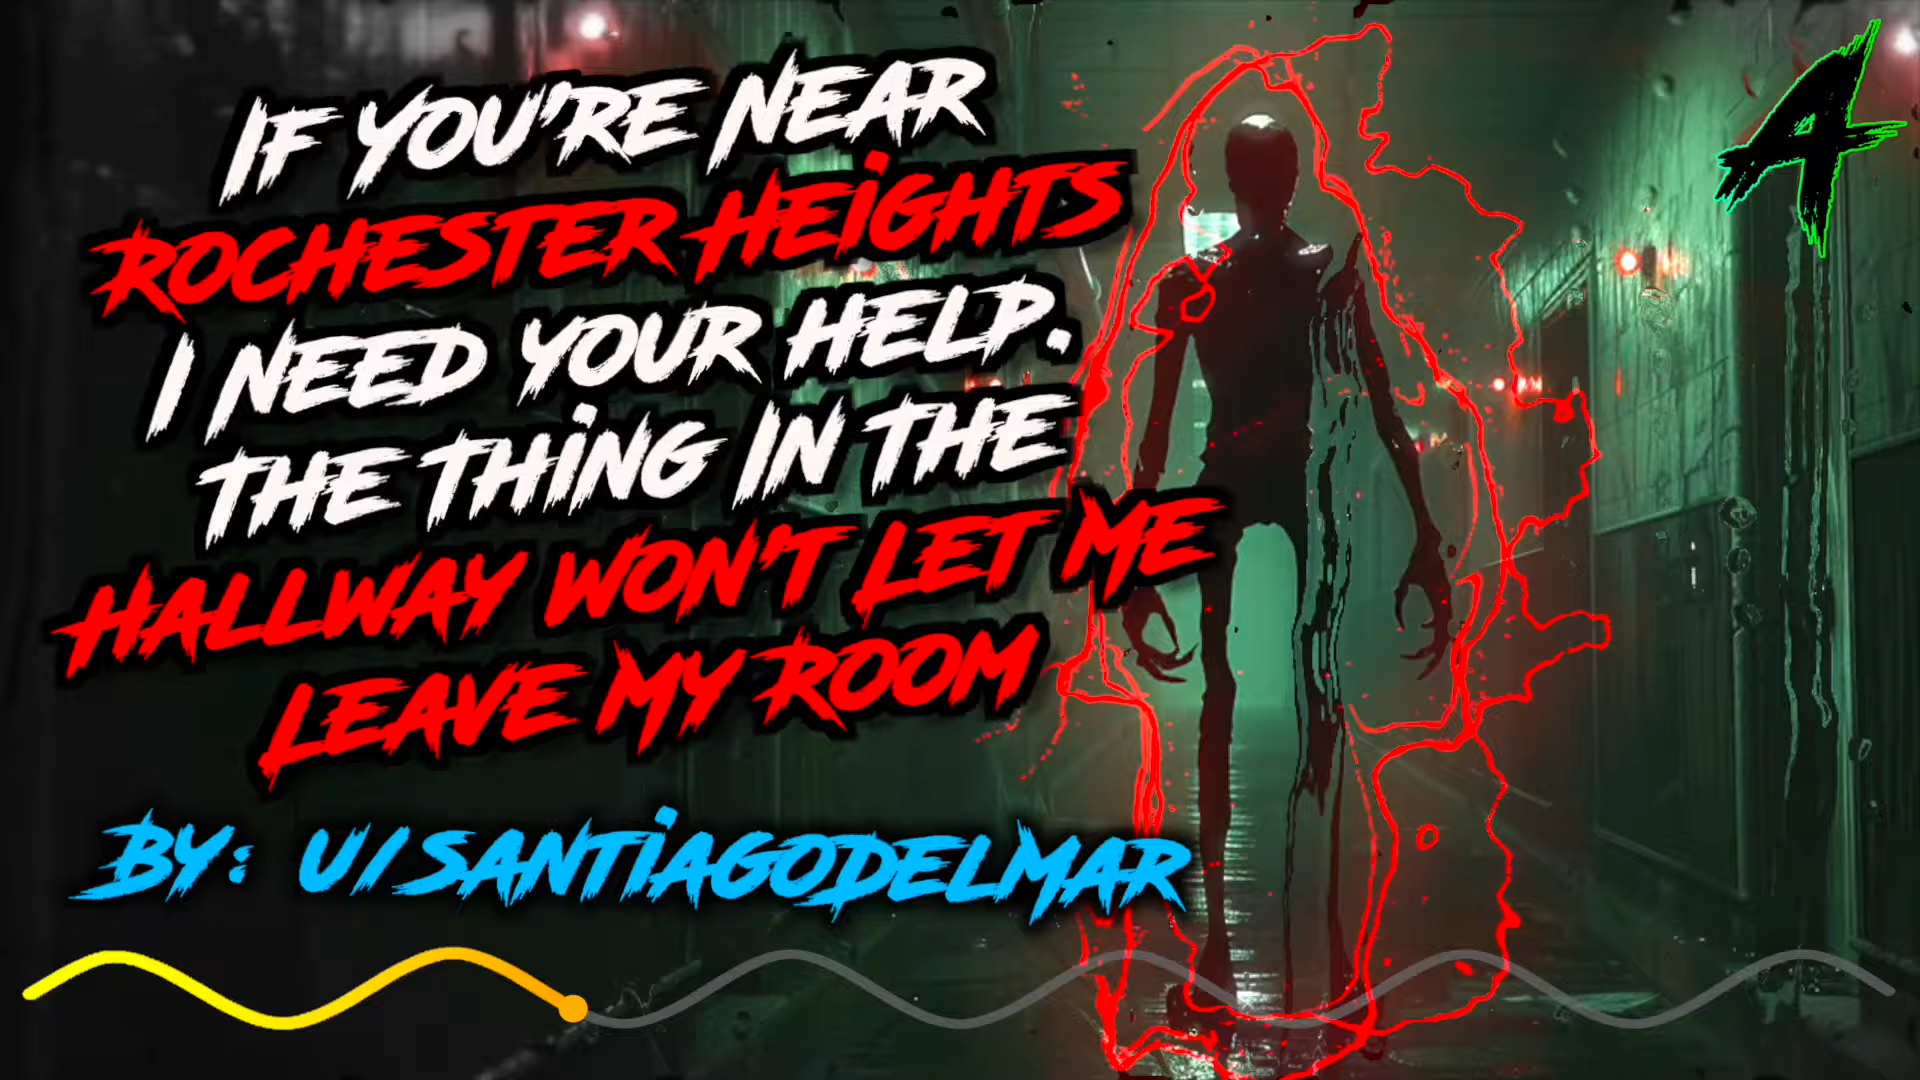 If you're near
Rochester Heights
I need your help.
The thing in the
hallway won't let me
leave my room
By: u/SantiagoDelMar
A